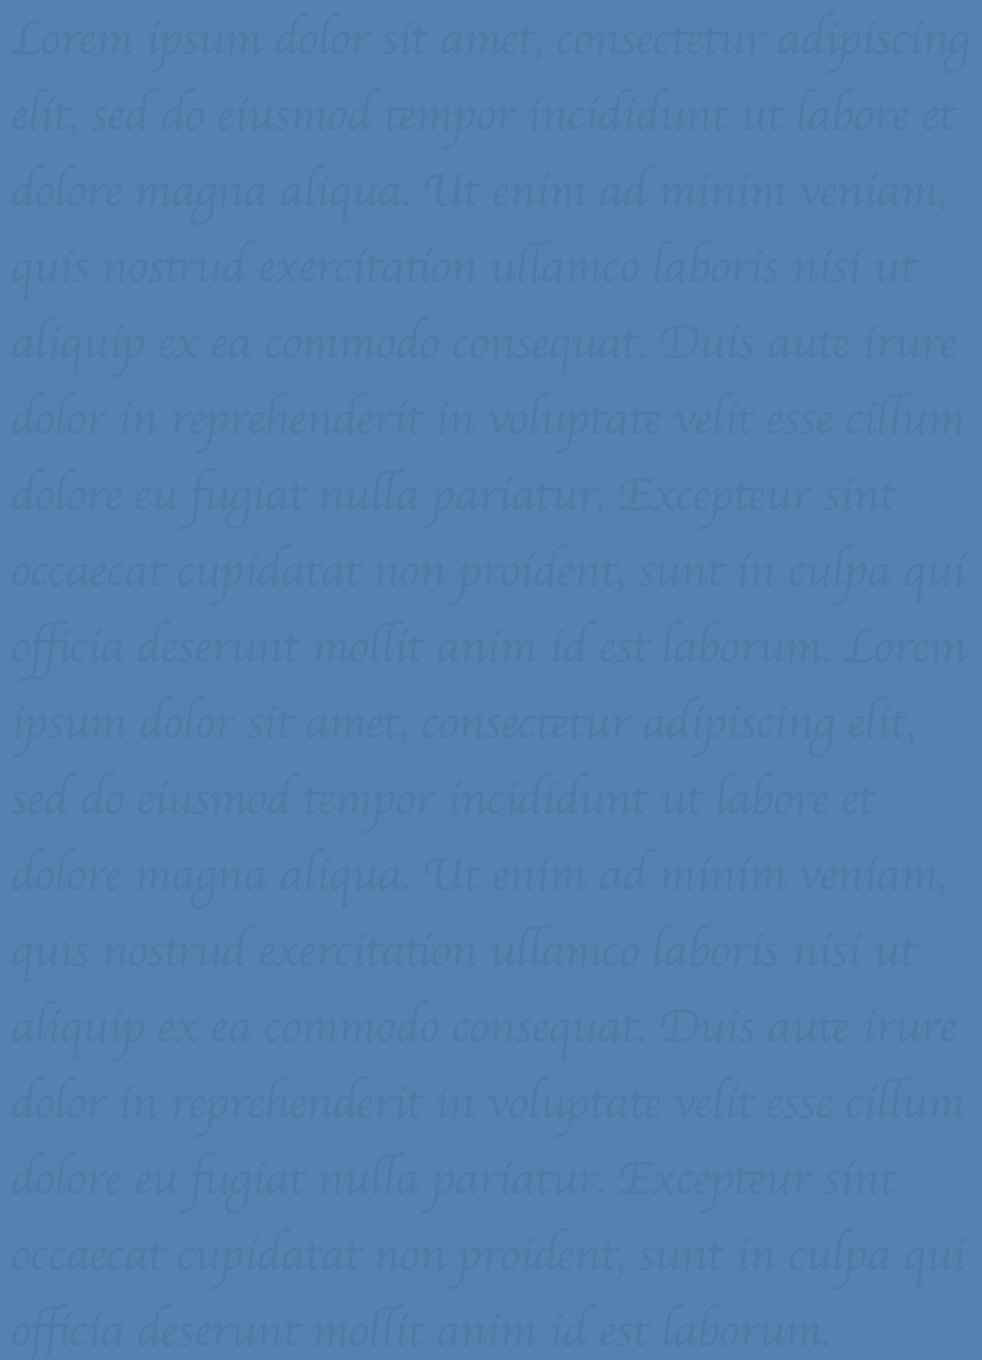 Lorem ipsum dolor sit amet, consectetur adipiscing
elit, sed do eiusmod tempor incididunt ut labore et
dolore magna aliqua. Ut enim ad minim veniam,
quis nostrud exercitation ullamco laboris nisi ut
aliquip ex ea commodo consequat. Duis aute irure
dolor in reprehenderit in voluptate velit esse cillum
dolore eu fugiat nulla pariatur. Excepteur sint
occaecat cupidatat non proident, sunt in culpa qui
officia deserunt mollit anim id est laborum. Lorem
ipsum dolor sit amet, consectetur adipiscing elit,
sed do eiusmod tempor incididunt ut labore et
dolore magna aliqua. Ut enim ad minim veniam,
quis nostrud exercitation ullamco laboris nisi ut
aliquip ex ea commodo consequat. Duis aute irure
dolor in reprehenderit in voluptate velit esse cillum
dolore eu fugiat nulla pariatur. Excepteur sint
occaecat cupidatat non proident, sunt in culpa qui
officia deserunt mollit anim id est laborum.